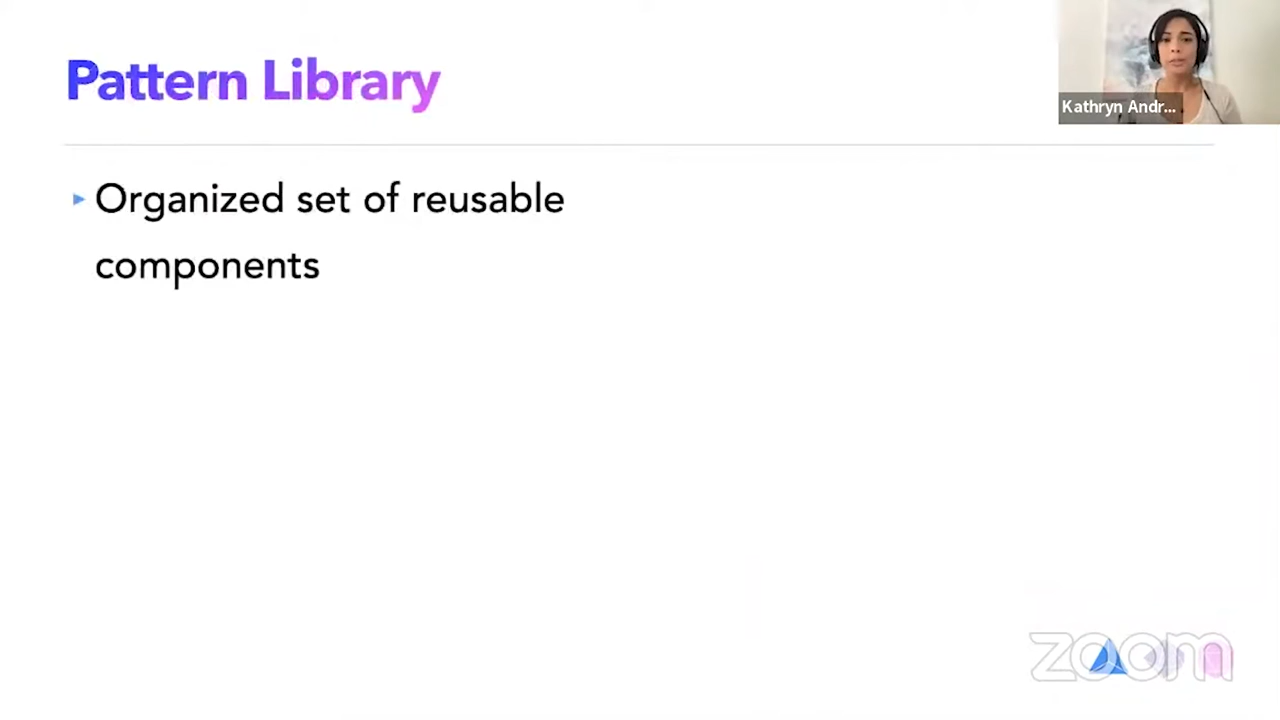 Pattern Library
Kathryn Andr...
Organized set of reusable
components
zoom